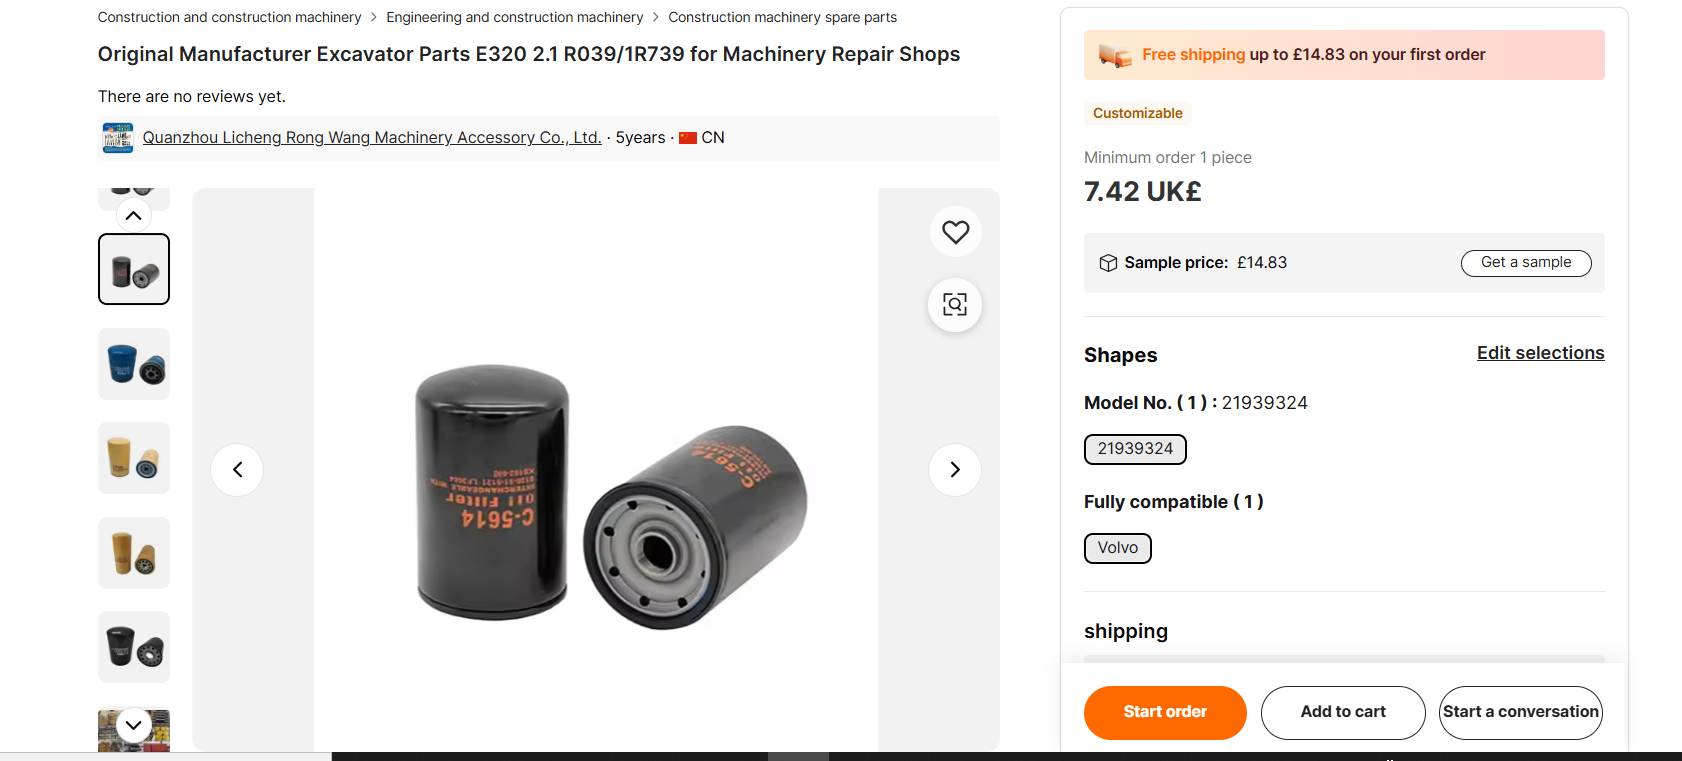 Construction and construction machinery > Engineering and construction machinery > Construction machinery spare parts
Original Manufacturer Excavator Parts E320 2.1 R039/1R739 for Machinery Repair Shops
There are no reviews yet.
Quanzhou Licheng Rong Wang Machinery Accessory Co., Ltd. · 5years · CN
C-5614
Oil Filter
INTERCHANGEABLE WITH
C-5614
Free shipping up to £14.83 on your first order
Customizable
Minimum order 1 piece
7.42 UK£
Sample price: £14.83
Get a sample
Shapes
Edit selections
Model No. ( 1 ) : 21939324
21939324
Fully compatible ( 1 )
Volvo
shipping
Start order
Add to cart
Start a conversation